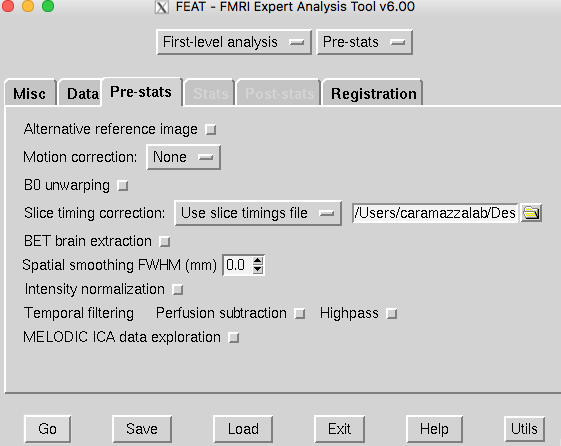 FEAT - FMRI Expert Analysis Tool v6.00
First-level analysis Pre-stats
Misc Data Pre-stats Stats Post-stats Registration
Alternative reference image
Motion correction: None
B0 unwarping
Slice timing correction: Use slice timings file /Users/caramazzalab/Des
BET brain extraction
Spatial smoothing FWHM (mm) 0.0
Intensity normalization
Temporal filtering Perfusion subtraction Highpass
MELODIC ICA data exploration
Go Save Load Exit Help Utils